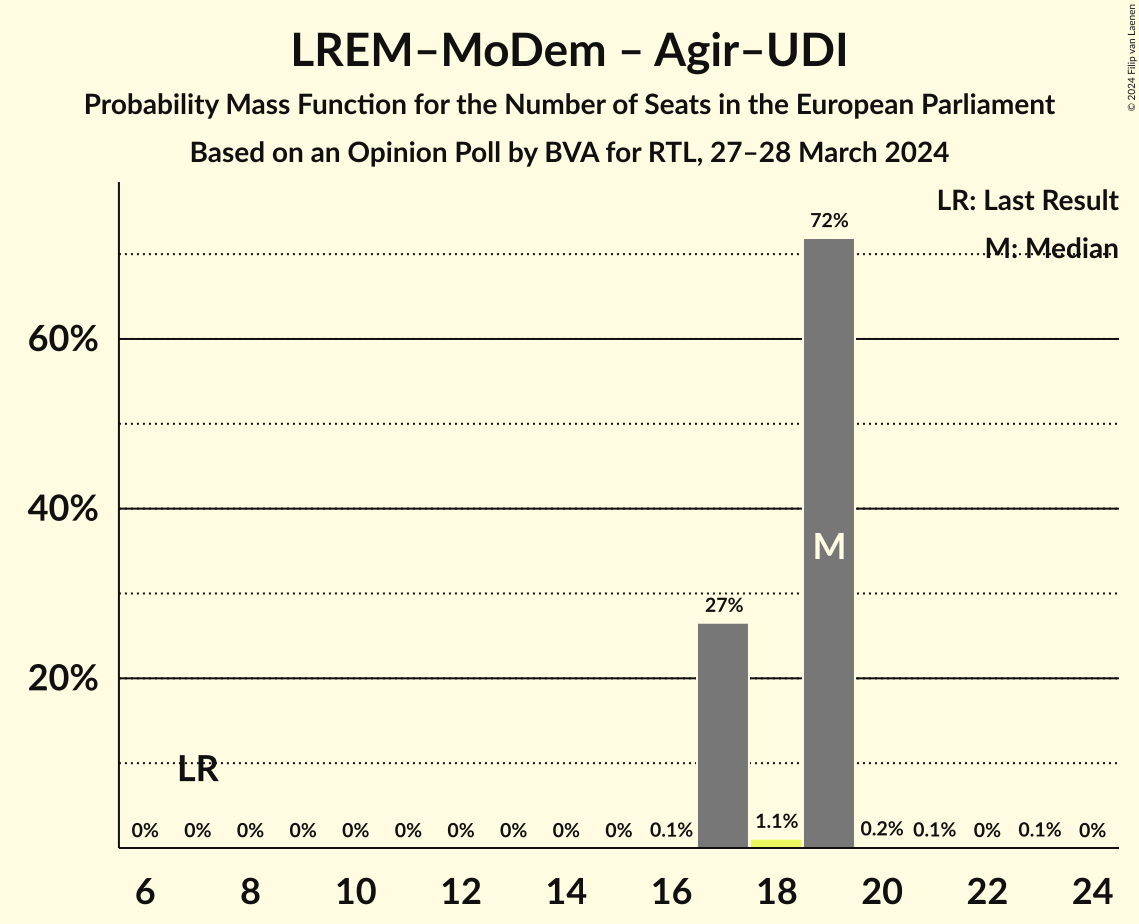 LREM–MoDem – Agir–UDI
Probability Mass Function for the Number of Seats in the European Parliament
Based on an Opinion Poll by BVA for RTL, 27–28 March 2024
© 2024 Filip van Laenen
LR: Last Result
M: Median
72%
60%
40%
M
27%
20%
LR
0% 0% 0% 0% 0% 0% 0% 0% 0% 0% 0.1% 1.1% 0.2% 0.1% 0% 0.1% 0%
6 8 10 12 14 16 18 20 22 24